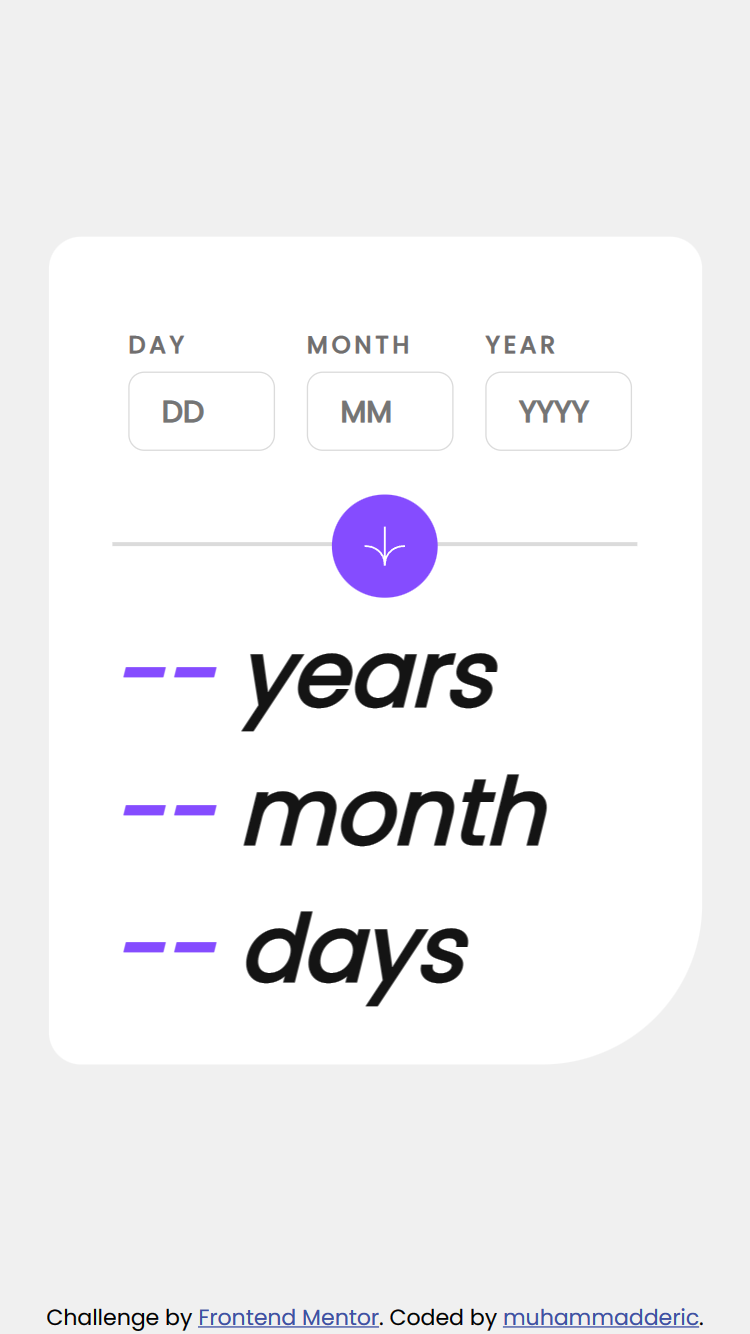 DAY MONTH YEAR
DD MM YYYY
-- years
-- month
-- days
Challenge by Frontend Mentor. Coded by muhammadderic.